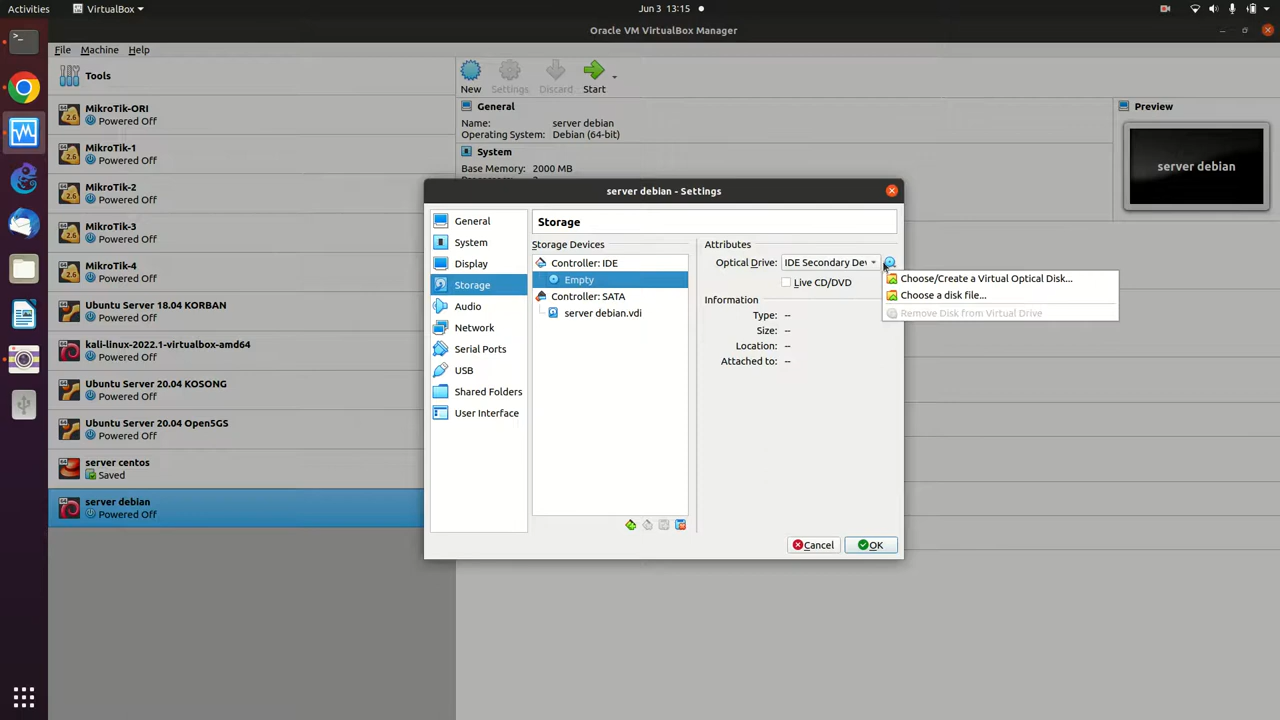 Activities
VirtualBox
Jun 3 13:15
Oracle VM VirtualBox Manager
File Machine Help
Tools
New
Settings
Discard
Start
MikroTik-ORI
Powered Off
MikroTik-1
Powered Off
MikroTik-2
Powered Off
MikroTik-3
Powered Off
MikroTik-4
Powered Off
Ubuntu Server 18.04 KORBAN
Powered Off
kali-linux-2022.1-virtualbox-amd64
Powered Off
Ubuntu Server 20.04 KOSONG
Powered Off
Ubuntu Server 20.04 Open5GS
Powered Off
server centos
Saved
server debian
Powered Off
General
Name: server debian
Operating System: Debian (64-bit)
System
Base Memory: 2000 MB
Preview
server debian
server debian - Settings
General
System
Display
Storage
Audio
Network
Serial Ports
USB
Shared Folders
User Interface
Storage
Storage Devices
Controller: IDE
Empty
Controller: SATA
server debian.vdi
Attributes
Optical Drive: IDE Secondary Dev
Live CD/DVD
Information
Type: --
Size: --
Location: --
Attached to: --
Choose/Create a Virtual Optical Disk...
Choose a disk file...
Remove Disk from Virtual Drive
Cancel
OK